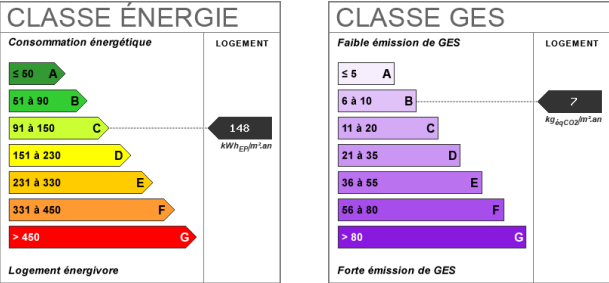 CLASSE ÉNERGIE
Consommation énergétique
LOGEMENT
≤ 50 A
51 à 90 B
91 à 150 C
148
kWhEP/m².an
151 à 230 D
231 à 330 E
331 à 450 F
> 450 G
Logement énergivore
CLASSE GES
Faible émission de GES
LOGEMENT
≤ 5 A
6 à 10 B
7
kgéqCO2/m².an
11 à 20 C
21 à 35 D
36 à 55 E
56 à 80 F
> 80 G
Forte émission de GES